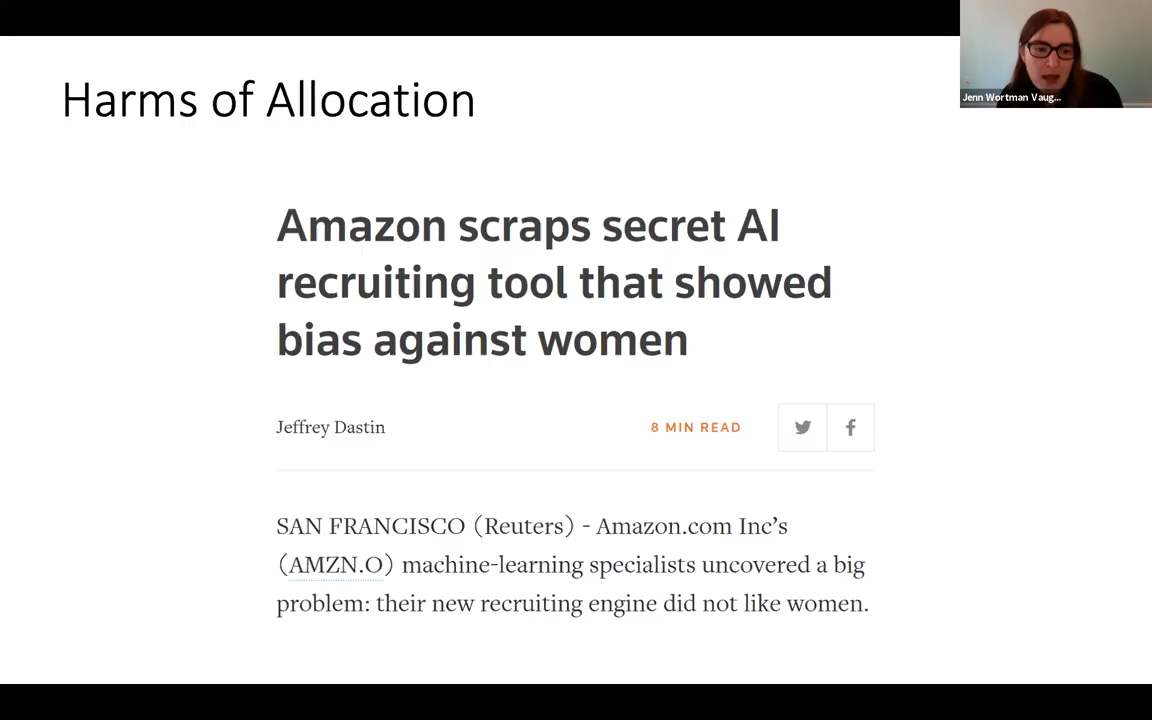 Harms of Allocation
Jenn Wortman Vaug...
Amazon scraps secret AI
recruiting tool that showed
bias against women
Jeffrey Dastin
8 MIN READ
SAN FRANCISCO (Reuters) - Amazon.com Inc’s
(AMZN.O) machine-learning specialists uncovered a big
problem: their new recruiting engine did not like women.